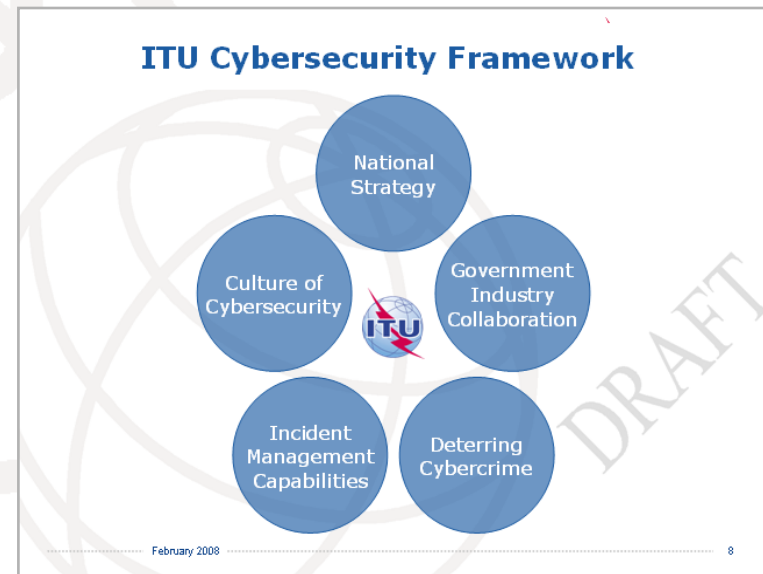 ITU Cybersecurity Framework
National
Strategy
Culture of
Cybersecurity
Government
Industry
Collaboration
ITU
Incident
Management
Capabilities
Deterring
Cybercrime
DRAFT
February 2008
8